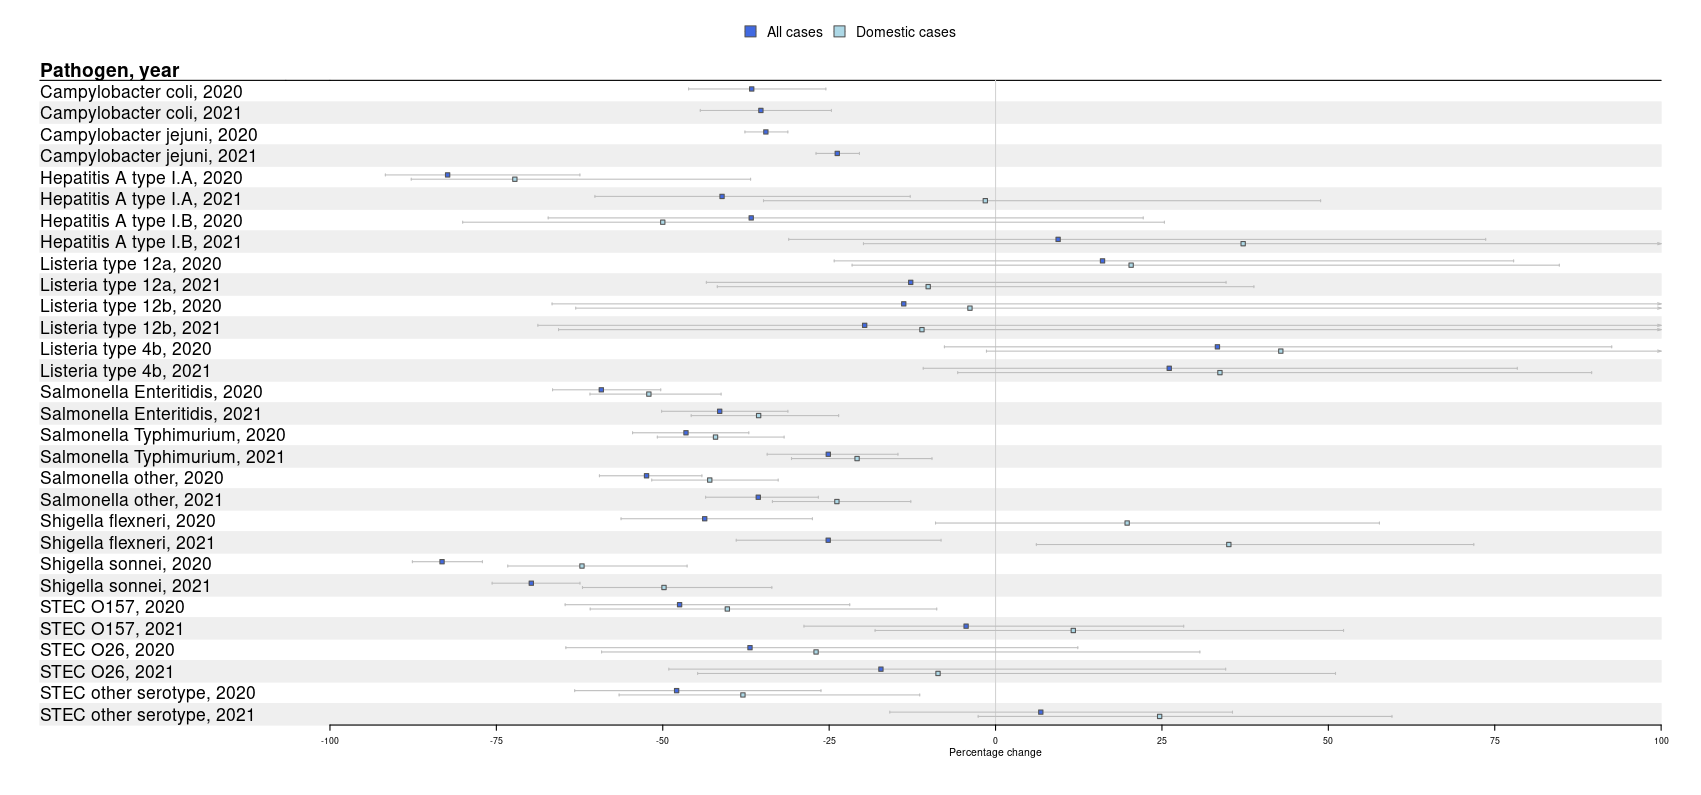 All cases Domestic cases
Pathogen, year
Campylobacter coli, 2020
Campylobacter coli, 2021
Campylobacter jejuni, 2020
Campylobacter jejuni, 2021
Hepatitis A type I.A, 2020
Hepatitis A type I.A, 2021
Hepatitis A type I.B, 2020
Hepatitis A type I.B, 2021
Listeria type 12a, 2020
Listeria type 12a, 2021
Listeria type 12b, 2020
Listeria type 12b, 2021
Listeria type 4b, 2020
Listeria type 4b, 2021
Salmonella Enteritidis, 2020
Salmonella Enteritidis, 2021
Salmonella Typhimurium, 2020
Salmonella Typhimurium, 2021
Salmonella other, 2020
Salmonella other, 2021
Shigella flexneri, 2020
Shigella flexneri, 2021
Shigella sonnei, 2020
Shigella sonnei, 2021
STEC O157, 2020
STEC O157, 2021
STEC O26, 2020
STEC O26, 2021
STEC other serotype, 2020
STEC other serotype, 2021
-100 -75 -50 -25 0 25 50 75 100
Percentage change